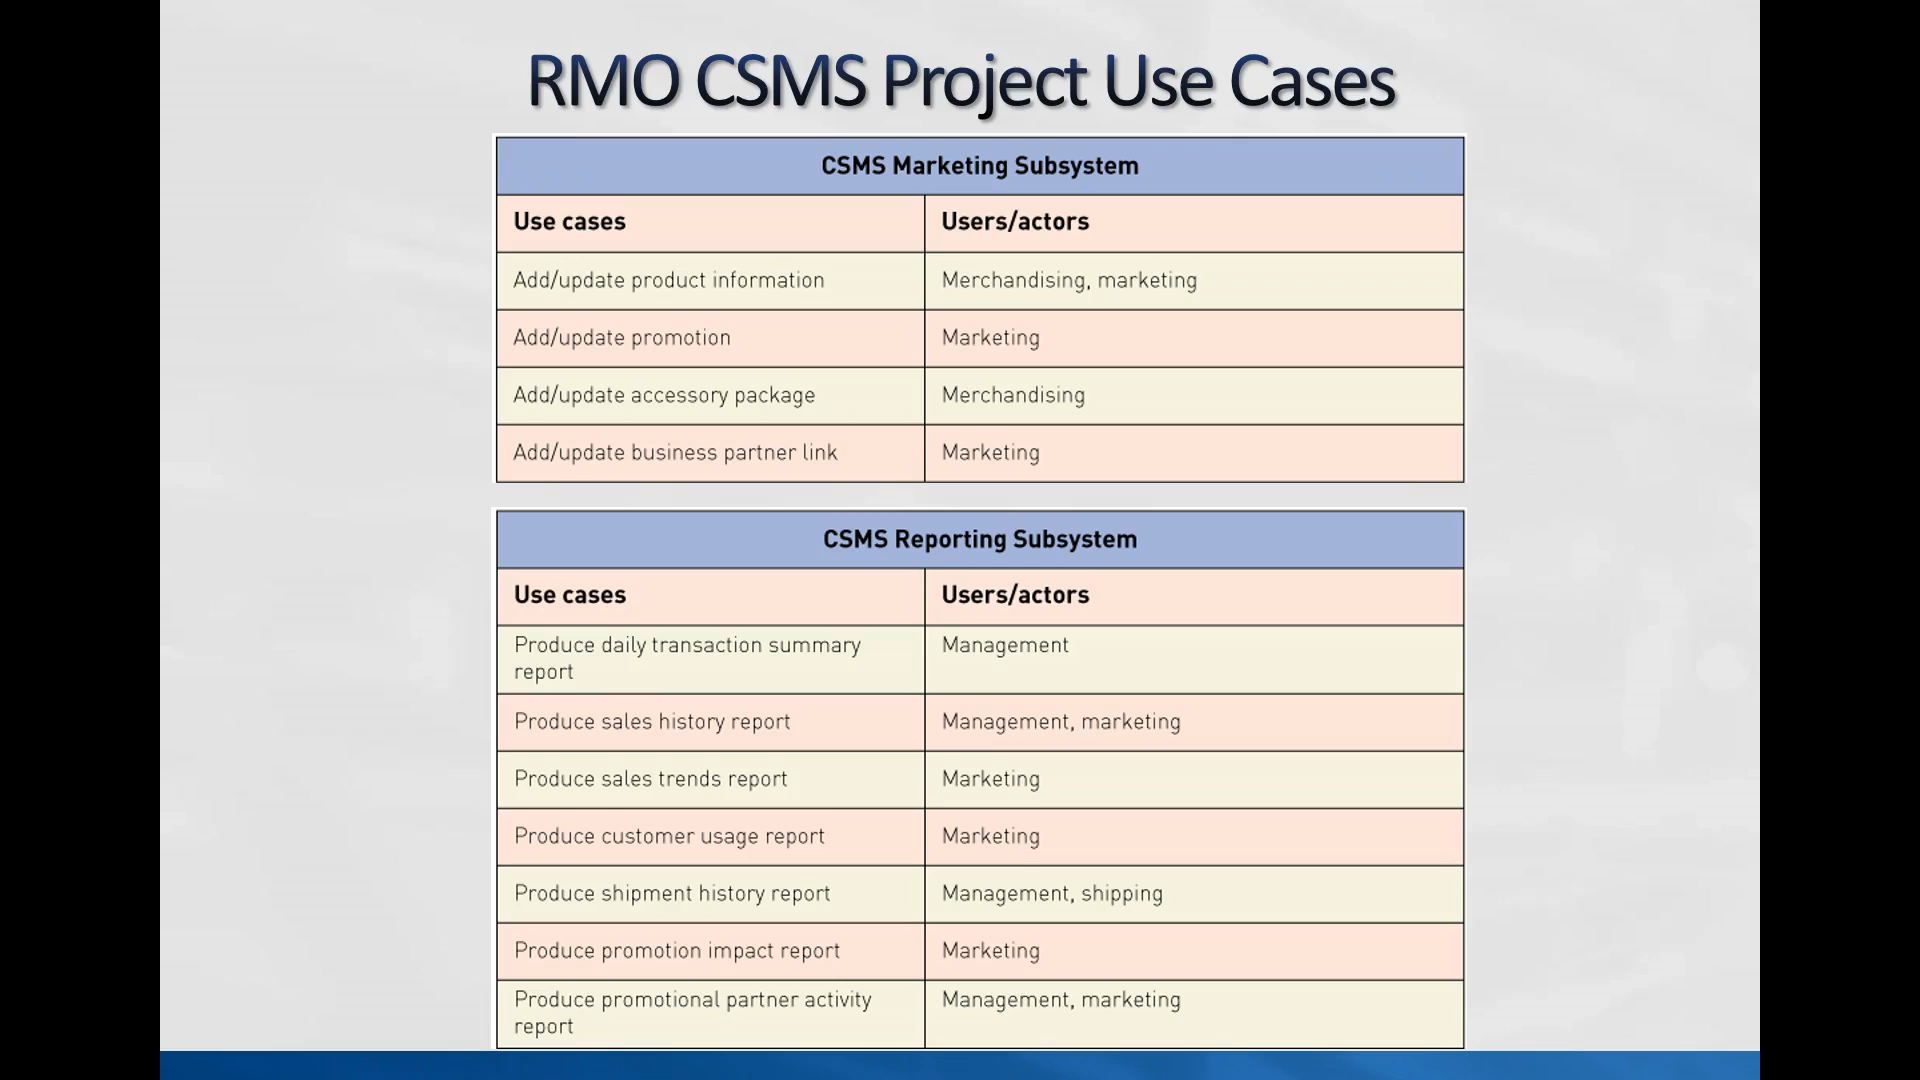 RMO CSMS Project Use Cases
CSMS Marketing Subsystem
Use cases Users/actors
Add/update product information Merchandising, marketing
Add/update promotion Marketing
Add/update accessory package Merchandising
Add/update business partner link Marketing
CSMS Reporting Subsystem
Use cases Users/actors
Produce daily transaction summary Management
report
Produce sales history report Management, marketing
Produce sales trends report Marketing
Produce customer usage report Marketing
Produce shipment history report Management, shipping
Produce promotion impact report Marketing
Produce promotional partner activity Management, marketing
report